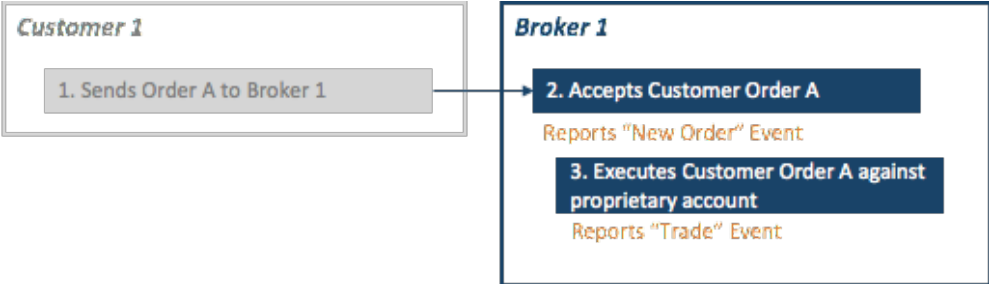 Customer 1
1. Sends Order A to Broker 1
Broker 1
2. Accepts Customer Order A
Reports “New Order” Event
3. Executes Customer Order A against
proprietary account
Reports “Trade” Event